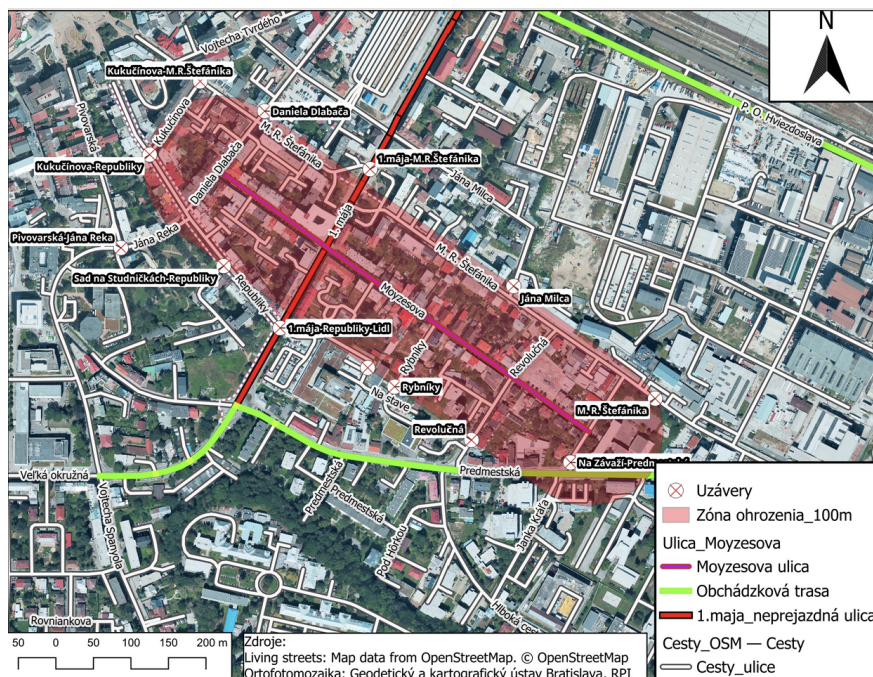 N
Vojtecha Tvrdého
Kukučínova-M.R.Štefánika
Pivovarská
Kukučínova
Daniela Dlabača
M. R. Štefánika
P. O. Hviezdoslava
Kukučínova-Republiky
1.mája-M.R.Štefánika
Daniela Dlabača
Jána Milca
1. mája
Pivovarská-Jána Reka
Jána Reka
M. R. Štefánika
Sad na Studničkách-Republiky
Republiky
Moyzesova
Jána Milca
1.mája-Republiky-Lidl
Rybníky
Revolučná
Na stave
Rybníky
M. R. Štefánika
Revolučná
Na Závaží-
Veľká okružná
Predmestská
Vojtecha Spanyola
Predmestská
Predmestská
Janka Kráľa
Pod Hôrkou
Hlboká ces
Rovniankova
Uzávery
Zóna ohrozenia_100m
Ulica_Moyzesova
Moyzesova ulica
Obchádzková trasa
1.maja_neprejazdná ulica
Cesty_OSM — Cesty
Cesty_ulice
50 0 50 100 150 200 m
Zdroje:
Living streets: Map data from OpenStreetMap. © OpenStreetMap
Ortofotomozaika: Geodetický a kartografický ústav Bratislava, RPI